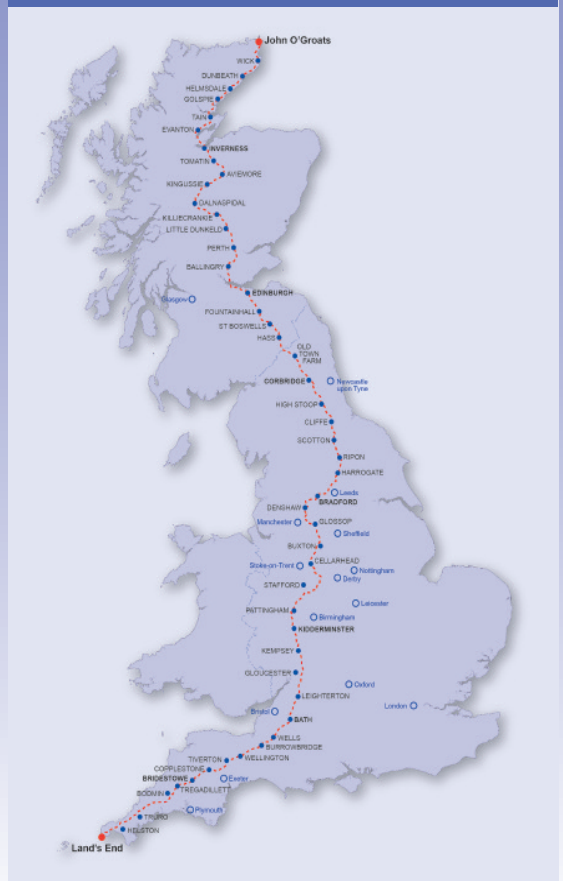 John O'Groats
WICK
DUNBEATH
HELMSDALE
GOLSPIE
TAIN
EVANTON
INVERNESS
TOMATIN
AVIEMORE
KINGUSSIE
DALNASPIDAL
KILLIECRANKIE
LITTLE DUNKELD
PERTH
BALLINGRY
EDINBURGH
Glasgow
FOUNTAINHALL
ST BOSWELLS
HASS
OLD
TOWN
FARM
CORBRIDGE
Newcastle
upon Tyne
HIGH STOOP
CLIFFE
SCOTTON
RIPON
HARROGATE
Leeds
BRADFORD
DENSHAW
Manchester
GLOSSOP
Sheffield
BUXTON
CELLARHEAD
Stoke-on-Trent
Nottingham
Derby
STAFFORD
Leicester
PATTINGHAM
Birmingham
KIDDERMINSTER
KEMPSEY
GLOUCESTER
Oxford
LEIGHTERTON
London
Bristol
BATH
WELLS
BURROWBRIDGE
WELLINGTON
TIVERTON
COPPLESTONE
Exeter
BRIDESTOWE
TREGADILLETT
BODMIN
Plymouth
TRURO
HELSTON
Land's End